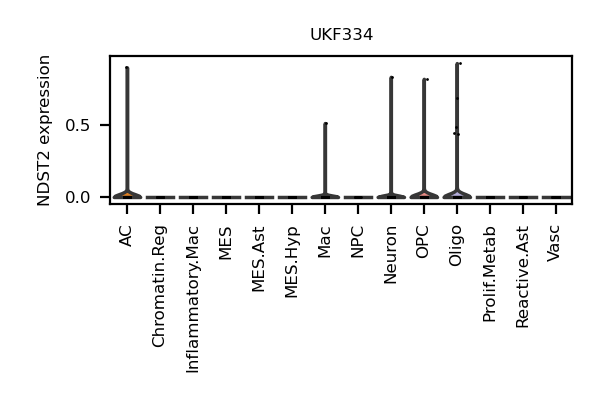 UKF334
NDST2 expression
0.5
0.0
AC
Chromatin.Reg
Inflammatory.Mac
MES
MES.Ast
MES.Hyp
Mac
NPC
Neuron
OPC
Oligo
Prolif.Metab
Reactive.Ast
Vasc